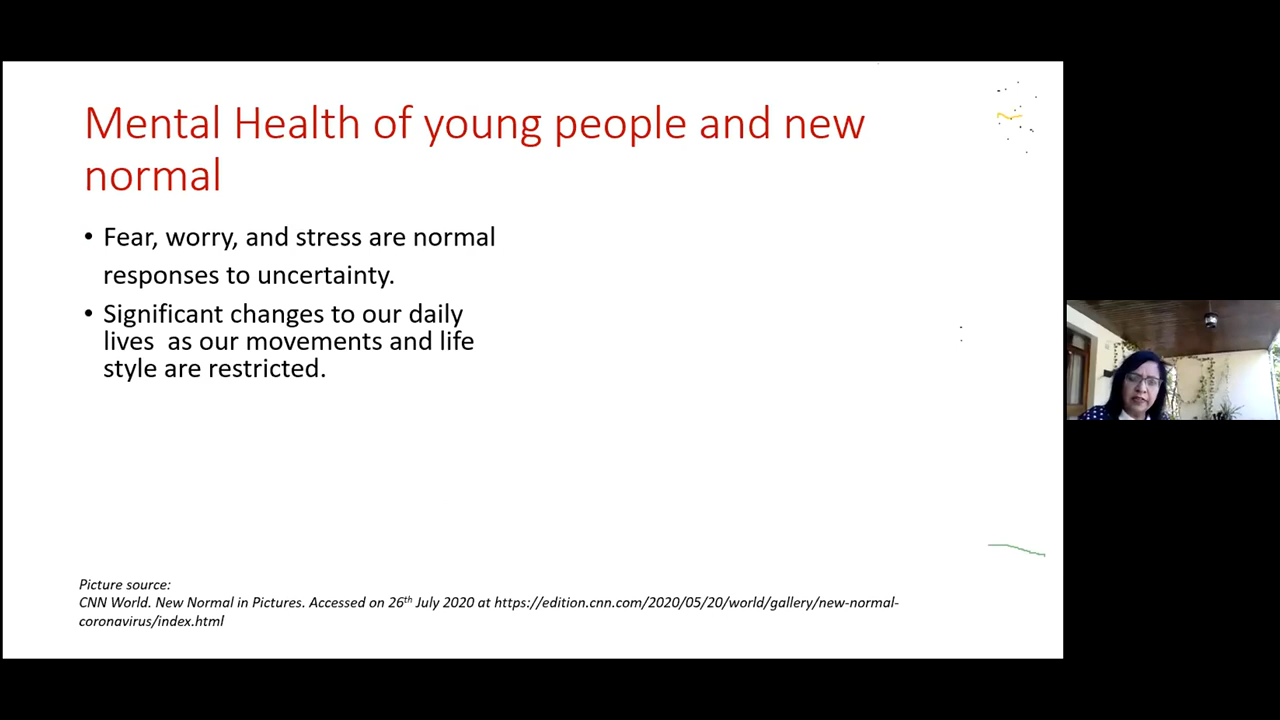 Mental Health of young people and new
normal
• Fear, worry, and stress are normal
responses to uncertainty.
• Significant changes to our daily
lives  as our movements and life
style are restricted.
Picture source:
CNN World. New Normal in Pictures. Accessed on 26th July 2020 at https://edition.cnn.com/2020/05/20/world/gallery/new-normal-
coronavirus/index.html